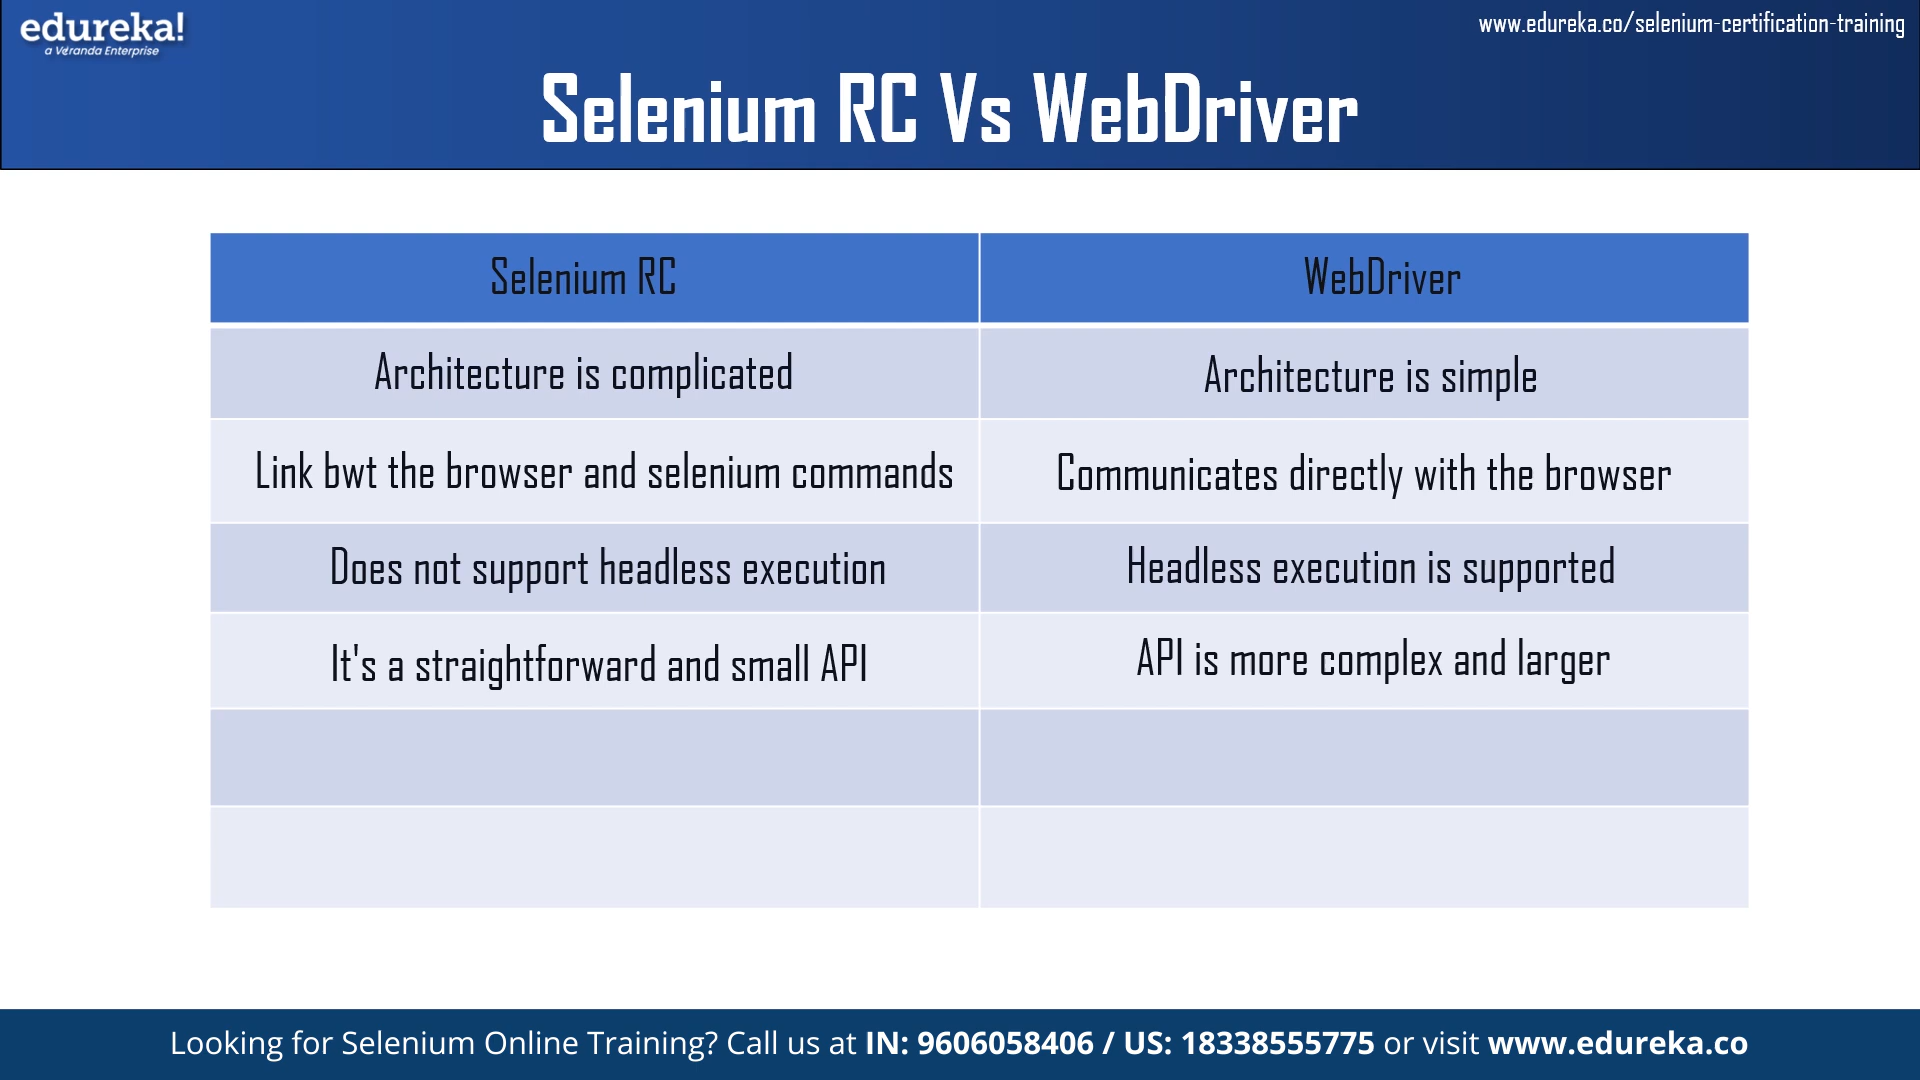 edureka!
a Veranda Enterprise
www.edureka.co/selenium-certification-training
Selenium RC Vs WebDriver
Selenium RC
WebDriver
Architecture is complicated
Architecture is simple
Link bwt the browser and selenium commands
Communicates directly with the browser
Does not support headless execution
Headless execution is supported
It's a straightforward and small API
API is more complex and larger
Looking for Selenium Online Training? Call us at IN: 9606058406 / US: 18338555775 or visit www.edureka.co